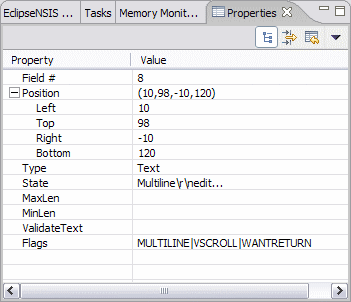 EclipseNSIS ... Tasks Memory Monit... Properties
Property Value
Field # 8
Position (10,98,-10,120)
Left 10
Top 98
Right -10
Bottom 120
Type Text
State Multiline\r\nedit...
MaxLen
MinLen
ValidateText
Flags MULTILINE|VSCROLL|WANTRETURN